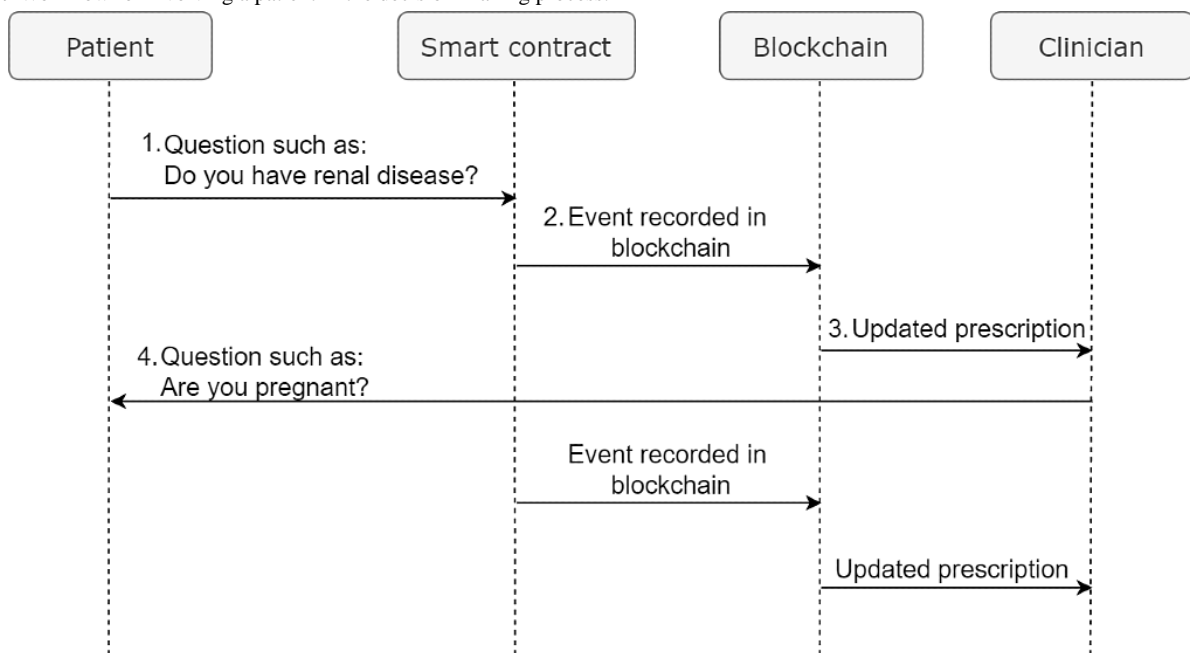 Patient
Smart contract
Blockchain
Clinician
1. Question such as:
Do you have renal disease?
2. Event recorded in
blockchain
3. Updated prescription
4. Question such as:
Are you pregnant?
Event recorded in
blockchain
Updated prescription